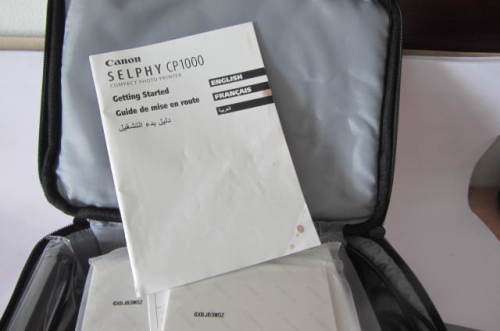 Canon
SELPHY CP1000
COMPACT PHOTO PRINTER
Getting Started
Guide de mise en route
دليل بدء التشغيل
ENGLISH
FRANÇAIS
العربية